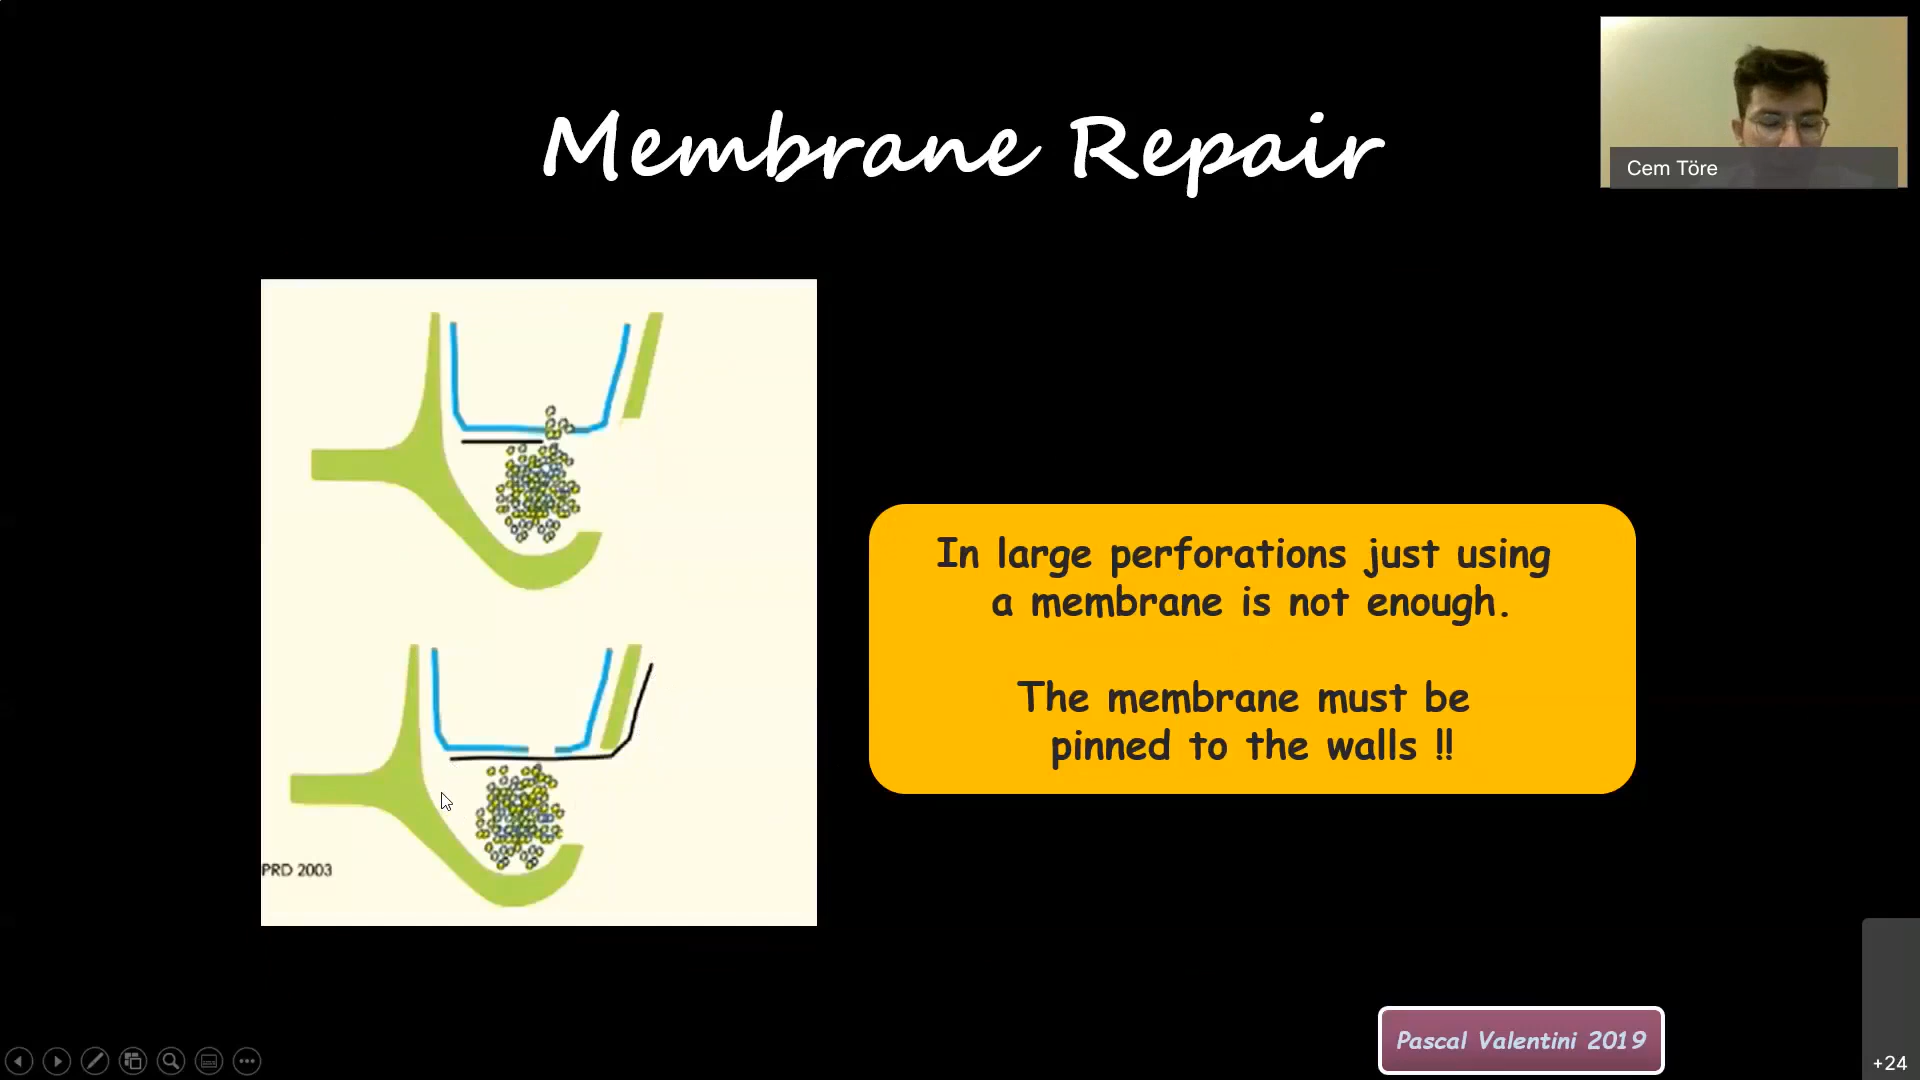 Membrane Repair
Cem Töre
In large perforations just using
a membrane is not enough.
The membrane must be
pinned to the walls !!
PRD 2003
Pascal Valentini 2019
+24